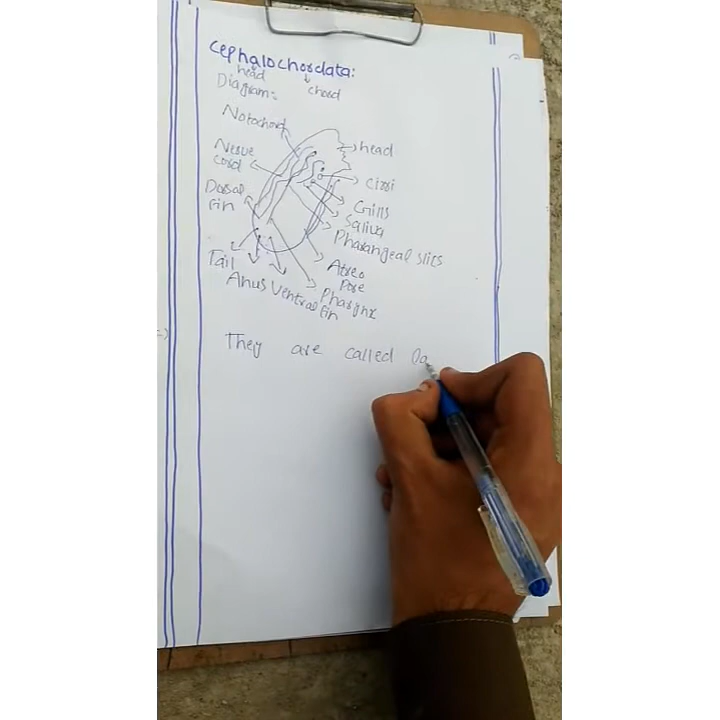 Cephalochordata:
head
chord
Diagram:
Notochord
head
Nerve
cord
Cirri
Dorsal
fin
Gills
Saliva
Pharangeal slits
Tail
Atreo
Pore
Anus
Ventral fin
Pharynx
They are called